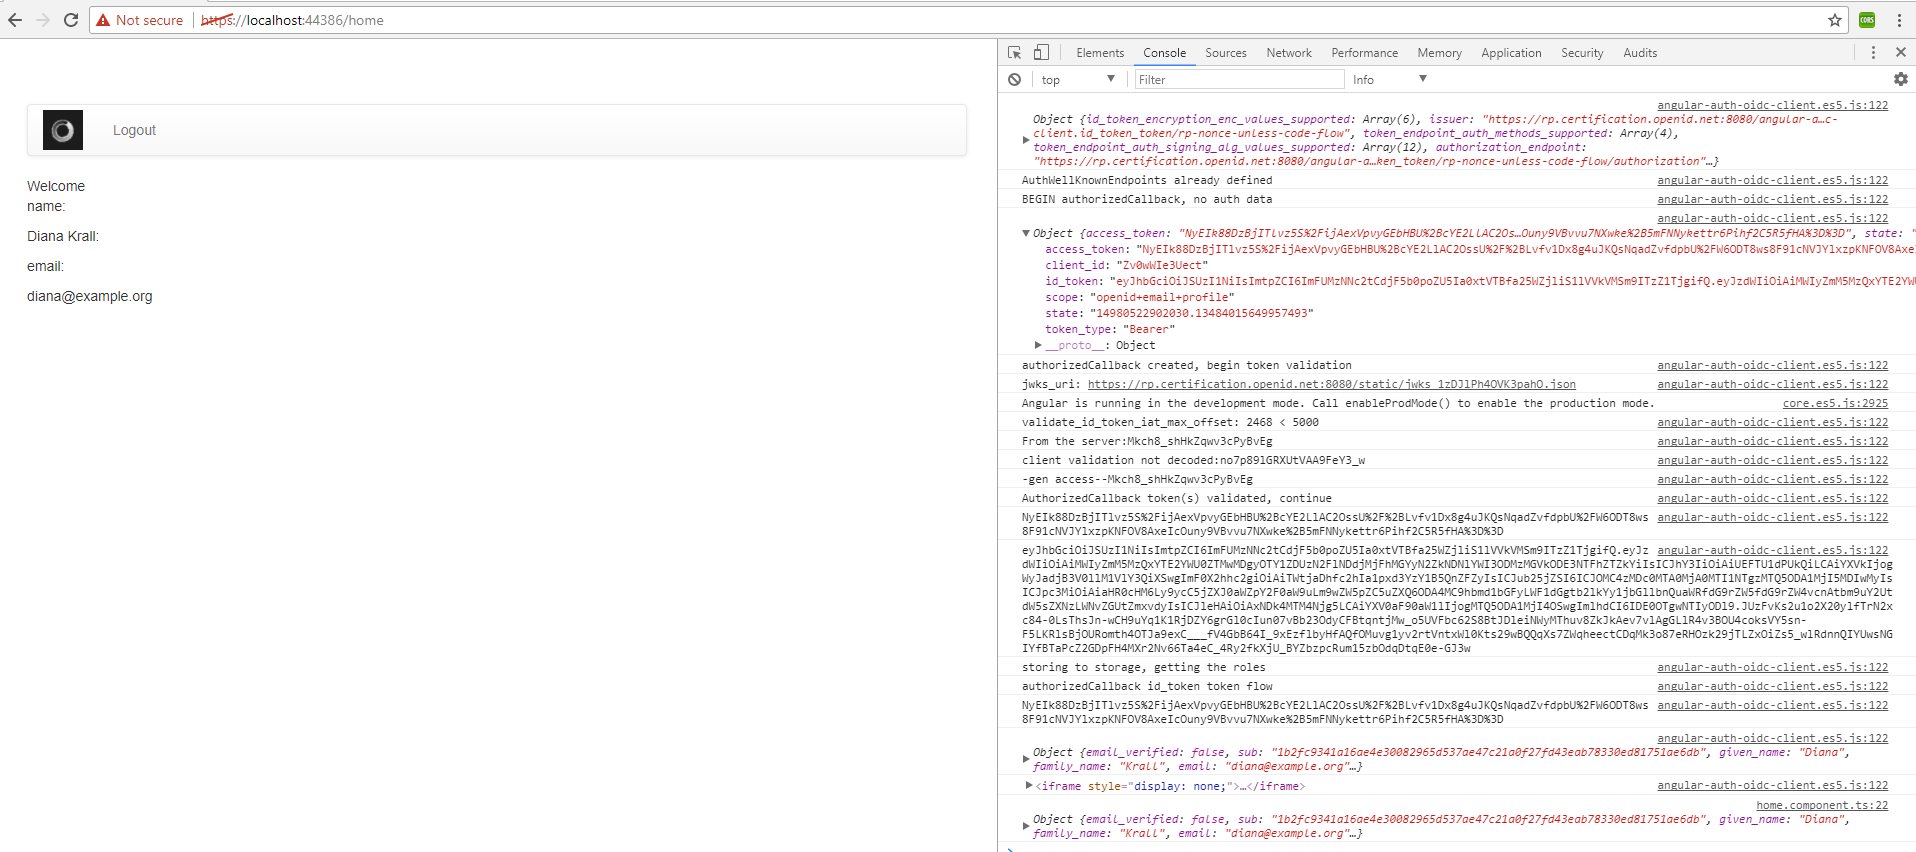 Not secure https://localhost:44386/home
CORS
Logout
Welcome
name:
Diana Krall:
email:
diana@example.org
Elements Console Sources Network Performance Memory Application Security Audits
top Filter Info
angular-auth-oidc-client.es5.js:122
Object {id_token_encryption_enc_values_supported: Array(6), issuer: "https://rp.certification.openid.net:8080/angular-a…c-
client.id_token_token/rp-nonce-unless-code-flow", token_endpoint_auth_methods_supported: Array(4),
token_endpoint_auth_signing_alg_values_supported: Array(12), authorization_endpoint:
"https://rp.certification.openid.net:8080/angular-a…ken_token/rp-nonce-unless-code-flow/authorization"…}
AuthWellKnownEndpoints already defined angular-auth-oidc-client.es5.js:122
BEGIN authorizedCallback, no auth data angular-auth-oidc-client.es5.js:122
angular-auth-oidc-client.es5.js:122
Object {access_token: "NyEIk88DzBjITlvz5S%2FijAexVpvyGEbHBU%2BcYE2LlAC2Os…Ouny9VBvvu7NXwke%2B5mFNNykettr6Pihf2C5R5fHA%3D%3D", state: "
access_token: "NyEIk88DzBjITlvz5S%2FijAexVpvyGEbHBU%2BcYE2LlAC2OssU%2F%2BLvfv1Dx8g4uJKQsNqadZvfdpbU%2FW6ODT8ws8F91cNVJYlxzpKNFOV8Axe
client_id: "Zv0wWIe3Uect"
id_token:
scope: "openid+email+profile"
state: "14980522902030.13484015649957493"
token_type: "Bearer"
__proto__: Object
authorizedCallback created, begin token validation angular-auth-oidc-client.es5.js:122
jwks_uri: https://rp.certification.openid.net:8080/static/jwks_1zDJlPh4OVK3pahO.json angular-auth-oidc-client.es5.js:122
Angular is running in the development mode. Call enableProdMode() to enable the production mode. core.es5.js:2925
validate_id_token_iat_max_offset: 2468 < 5000 angular-auth-oidc-client.es5.js:122
From the server:Mkch8_shHkZqwv3cPyBvEg angular-auth-oidc-client.es5.js:122
client validation not decoded:no7p89lGRXUtVAA9FeY3_w angular-auth-oidc-client.es5.js:122
-gen access--Mkch8_shHkZqwv3cPyBvEg angular-auth-oidc-client.es5.js:122
AuthorizedCallback token(s) validated, continue angular-auth-oidc-client.es5.js:122
NyEIk88DzBjITlvz5S%2FijAexVpvyGEbHBU%2BcYE2LlAC2OssU%2F%2BLvfv1Dx8g4uJKQsNqadZvfdpbU%2FW6ODT8ws angular-auth-oidc-client.es5.js:122
8F91cNVJYlxzpKNFOV8AxeIcOuny9VBvvu7NXwke%2B5mFNNykettr6Pihf2C5R5fHA%3D%3D
angular-auth-oidc-client.es5.js:122
storing to storage, getting the roles angular-auth-oidc-client.es5.js:122
authorizedCallback id_token token flow angular-auth-oidc-client.es5.js:122
NyEIk88DzBjITlvz5S%2FijAexVpvyGEbHBU%2BcYE2LlAC2OssU%2F%2BLvfv1Dx8g4uJKQsNqadZvfdpbU%2FW6ODT8ws angular-auth-oidc-client.es5.js:122
8F91cNVJYlxzpKNFOV8AxeIcOuny9VBvvu7NXwke%2B5mFNNykettr6Pihf2C5R5fHA%3D%3D
angular-auth-oidc-client.es5.js:122
Object {email_verified: false, sub: "1b2fc9341a16ae4e30082965d537ae47c21a0f27fd43eab78330ed81751ae6db", given_name: "Diana",
family_name: "Krall", email: "diana@example.org"…}
<iframe style="display: none;">…</iframe> angular-auth-oidc-client.es5.js:122
home.component.ts:22
Object {email_verified: false, sub: "1b2fc9341a16ae4e30082965d537ae47c21a0f27fd43eab78330ed81751ae6db", given_name: "Diana",
family_name: "Krall", email: "diana@example.org"…}